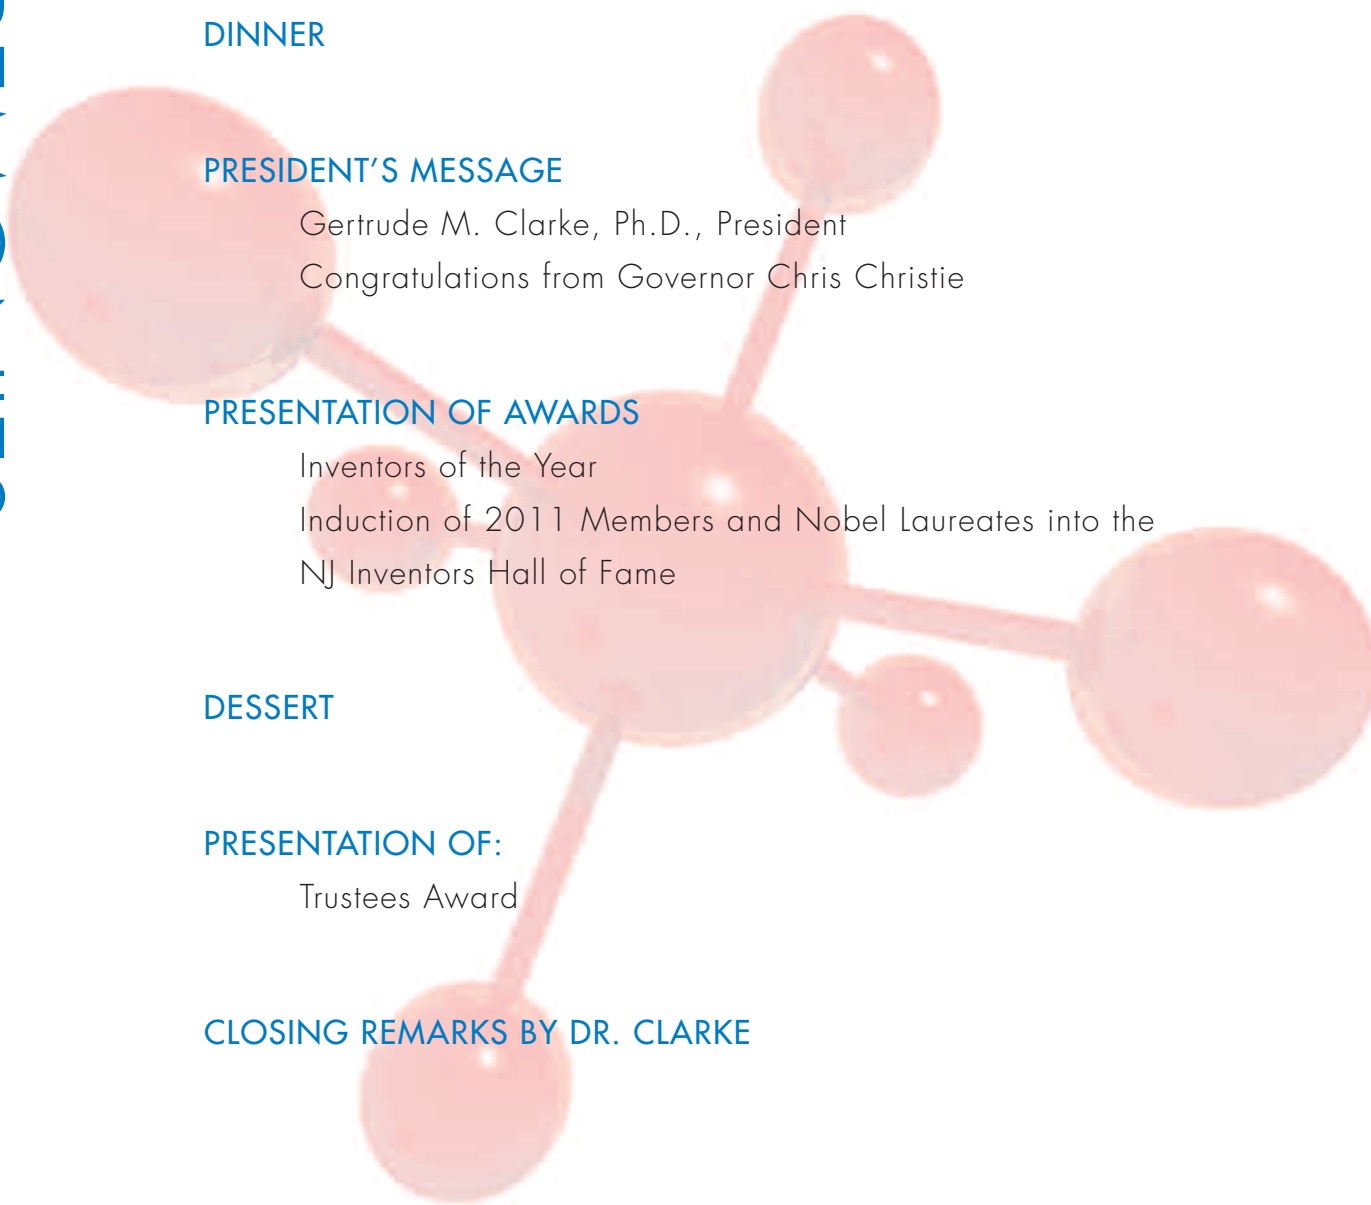 DINNER
PRESIDENT’S MESSAGE
Gertrude M. Clarke, Ph.D., President
Congratulations from Governor Chris Christie
PRESENTATION OF AWARDS
Inventors of the Year
Induction of 2011 Members and Nobel Laureates into the
NJ Inventors Hall of Fame
DESSERT
PRESENTATION OF:
Trustees Award
CLOSING REMARKS BY DR. CLARKE